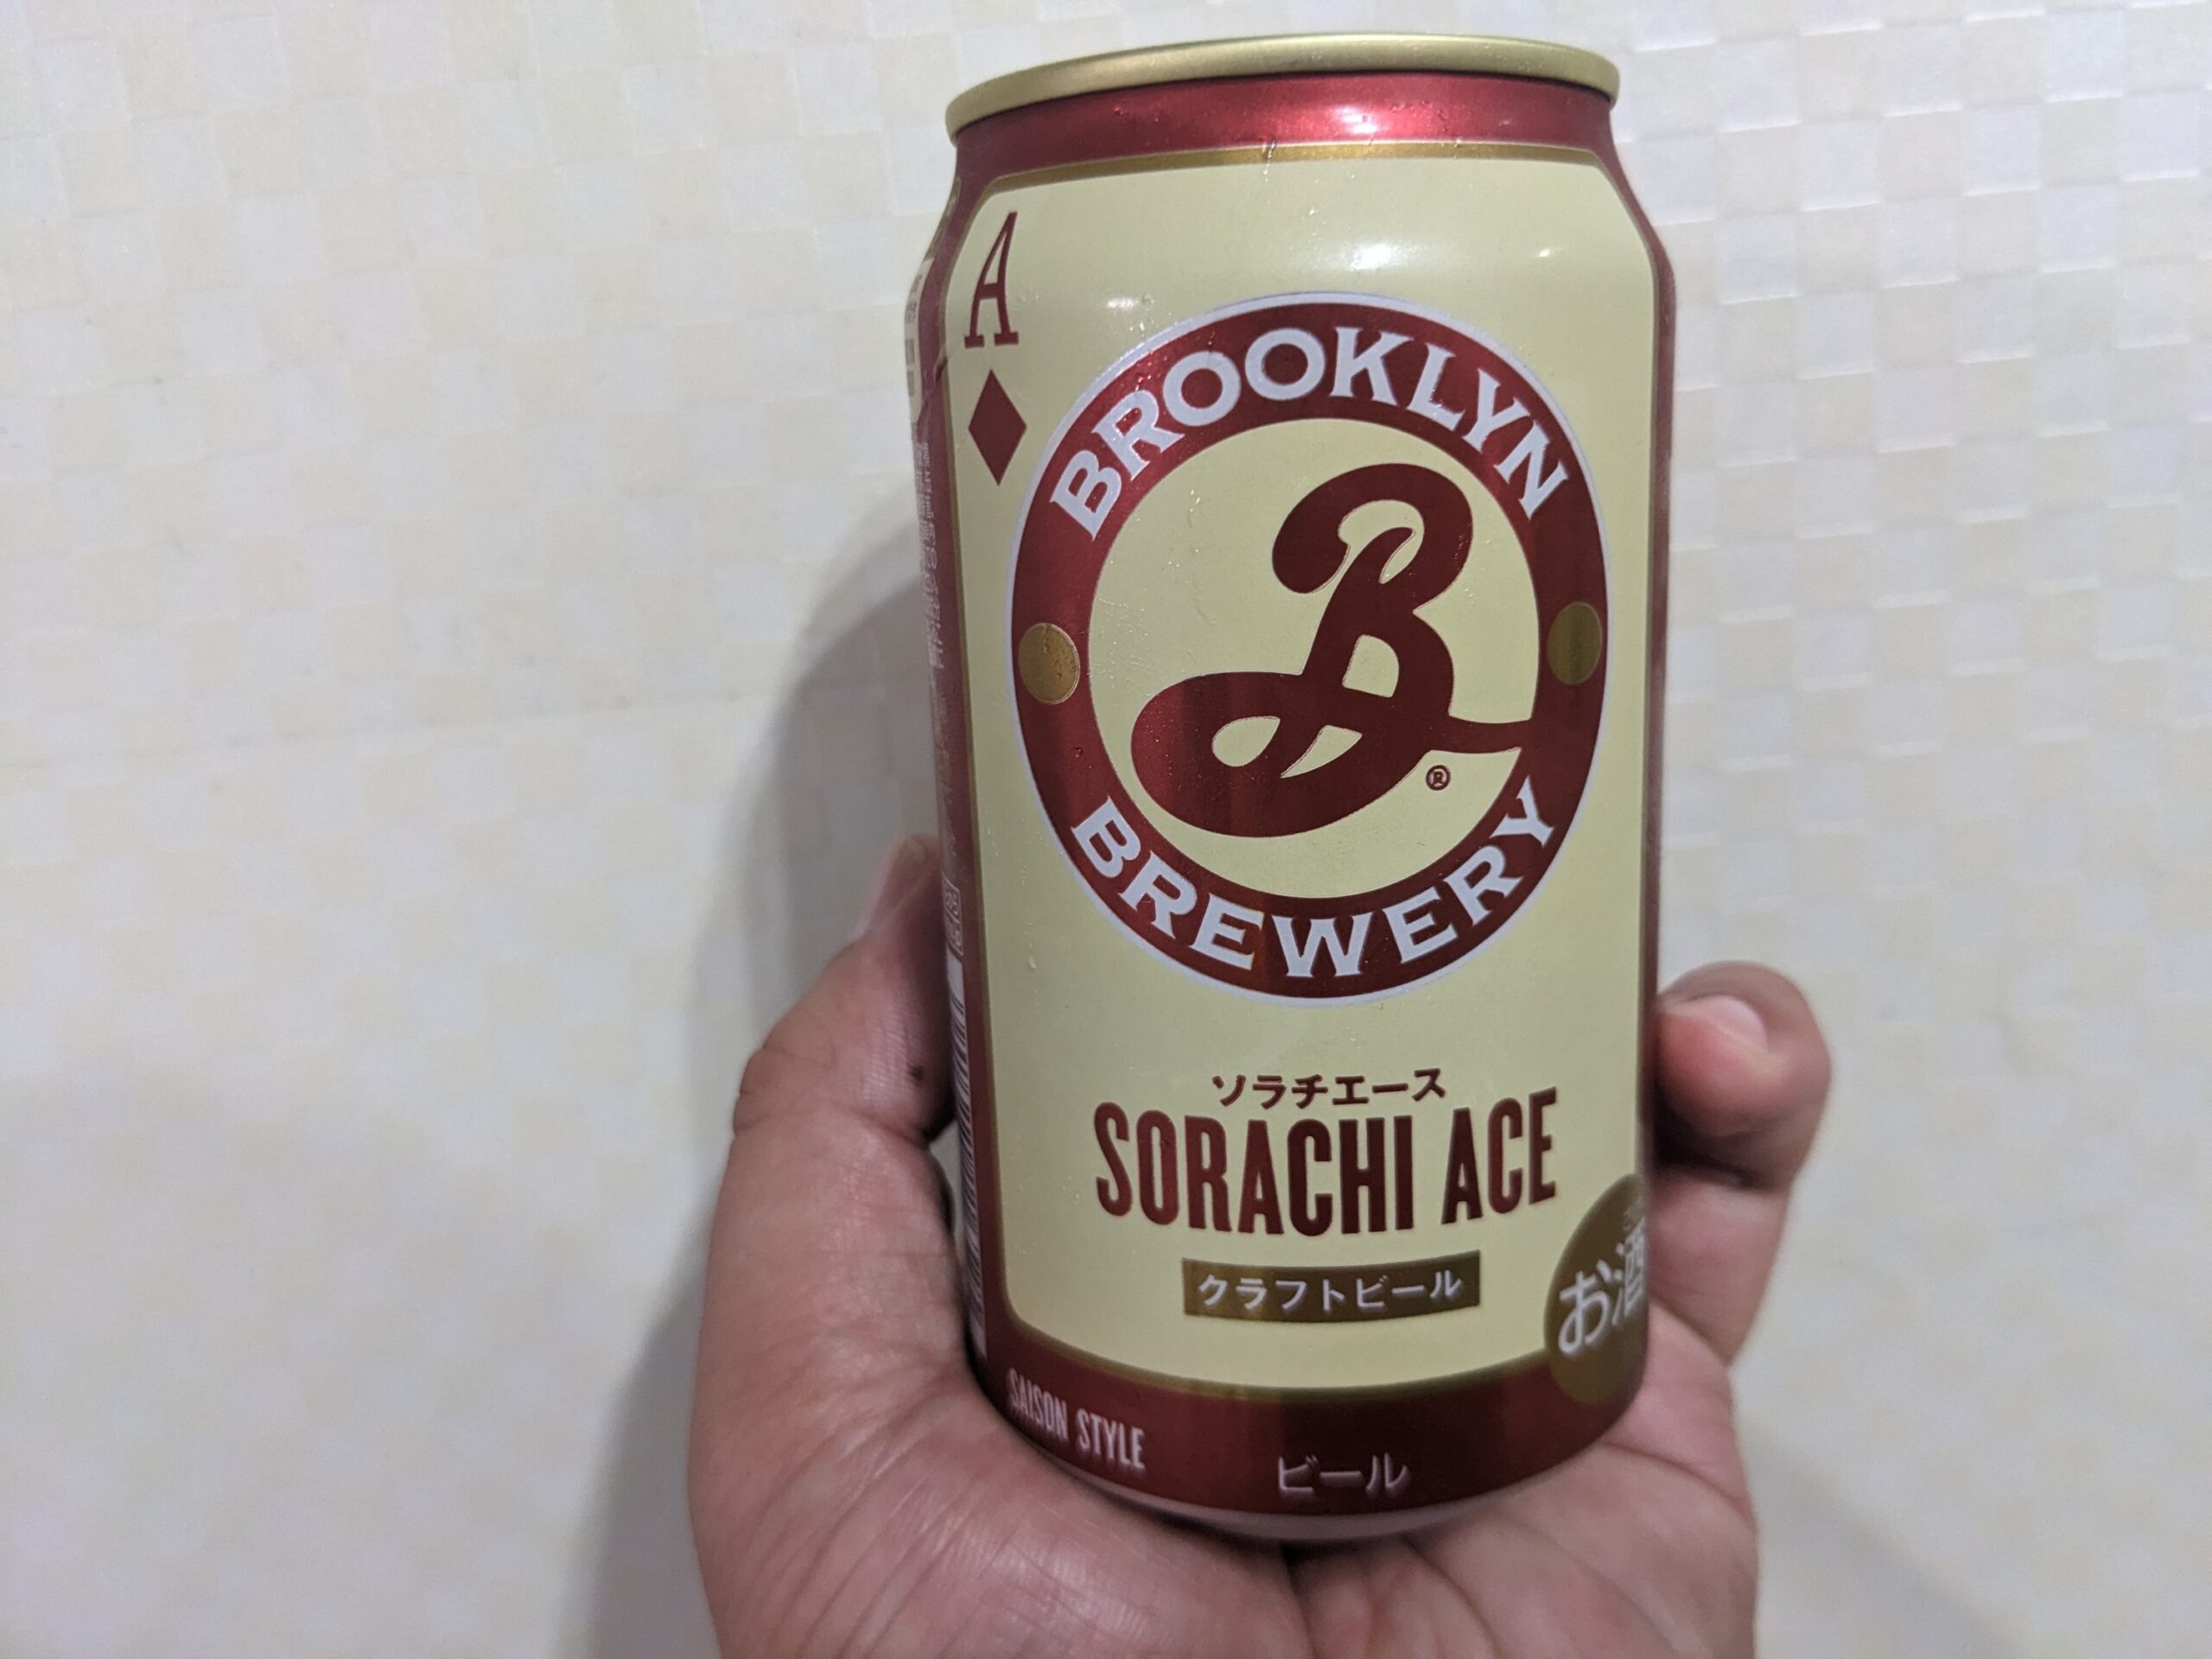 A
BROOKLYN
B
®
BREWERY
ソラチエース
SORACHI ACE
クラフトビール
お酒
SAISON STYLE
ビール